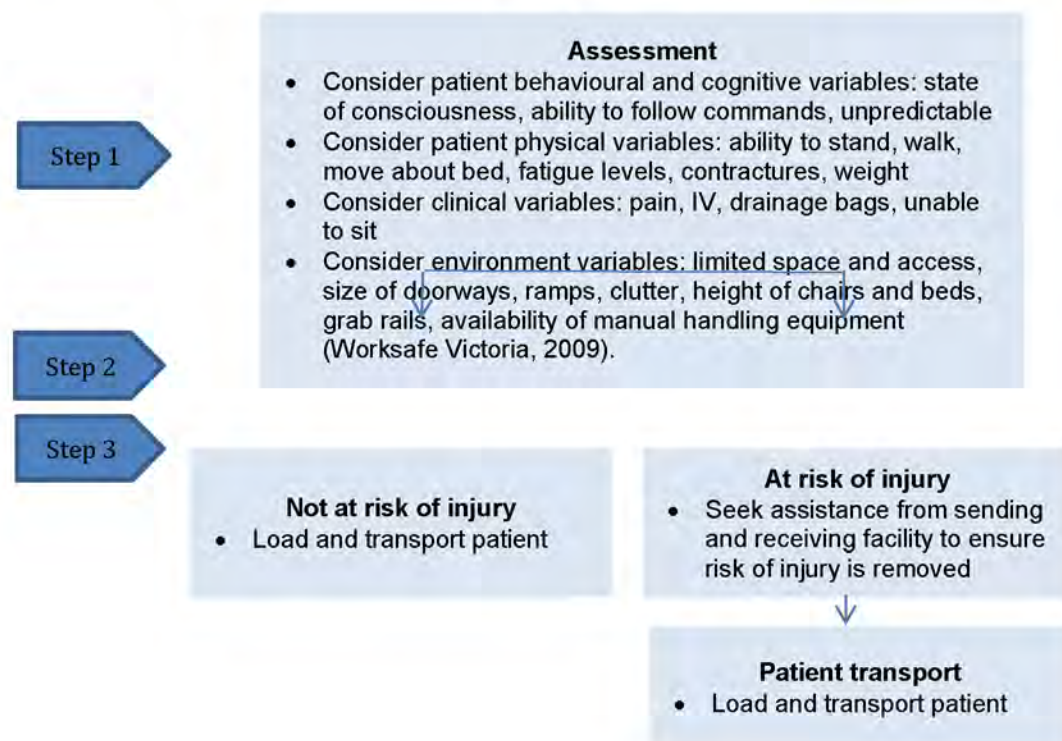 Assessment
• Consider patient behavioural and cognitive variables: state
of consciousness, ability to follow commands, unpredictable
Step 1
• Consider patient physical variables: ability to stand, walk,
move about bed, fatigue levels, contractures, weight
• Consider clinical variables: pain, IV, drainage bags, unable
to sit
• Consider environment variables: limited space and access,
size of doorways, ramps, clutter, height of chairs and beds,
grab rails, availability of manual handling equipment
(Worksafe Victoria, 2009).
Step 2
Step 3
Not at risk of injury
• Load and transport patient
At risk of injury
• Seek assistance from sending
and receiving facility to ensure
risk of injury is removed
Patient transport
• Load and transport patient